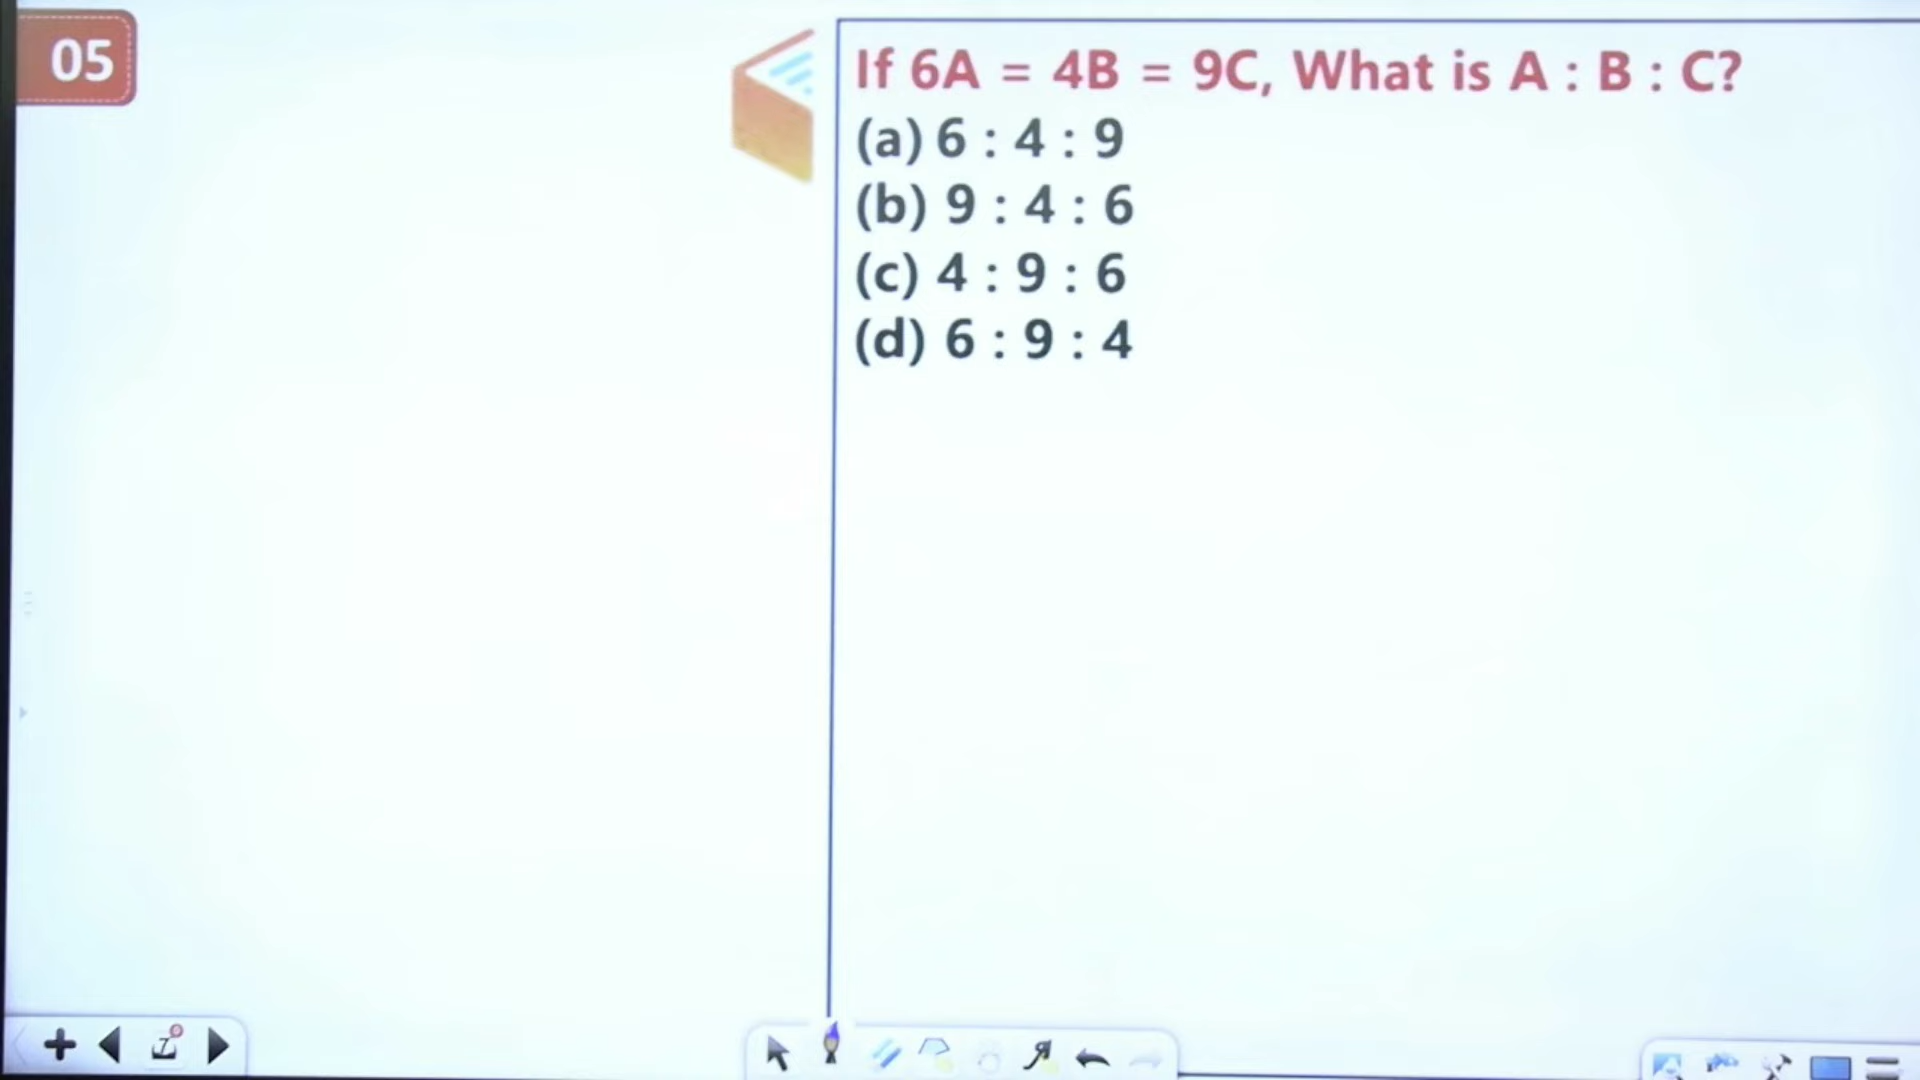 05
If 6A = 4B = 9C, What is A : B : C?
(a) 6 : 4 : 9
(b) 9 : 4 : 6
(c) 4 : 9 : 6
(d) 6 : 9 : 4